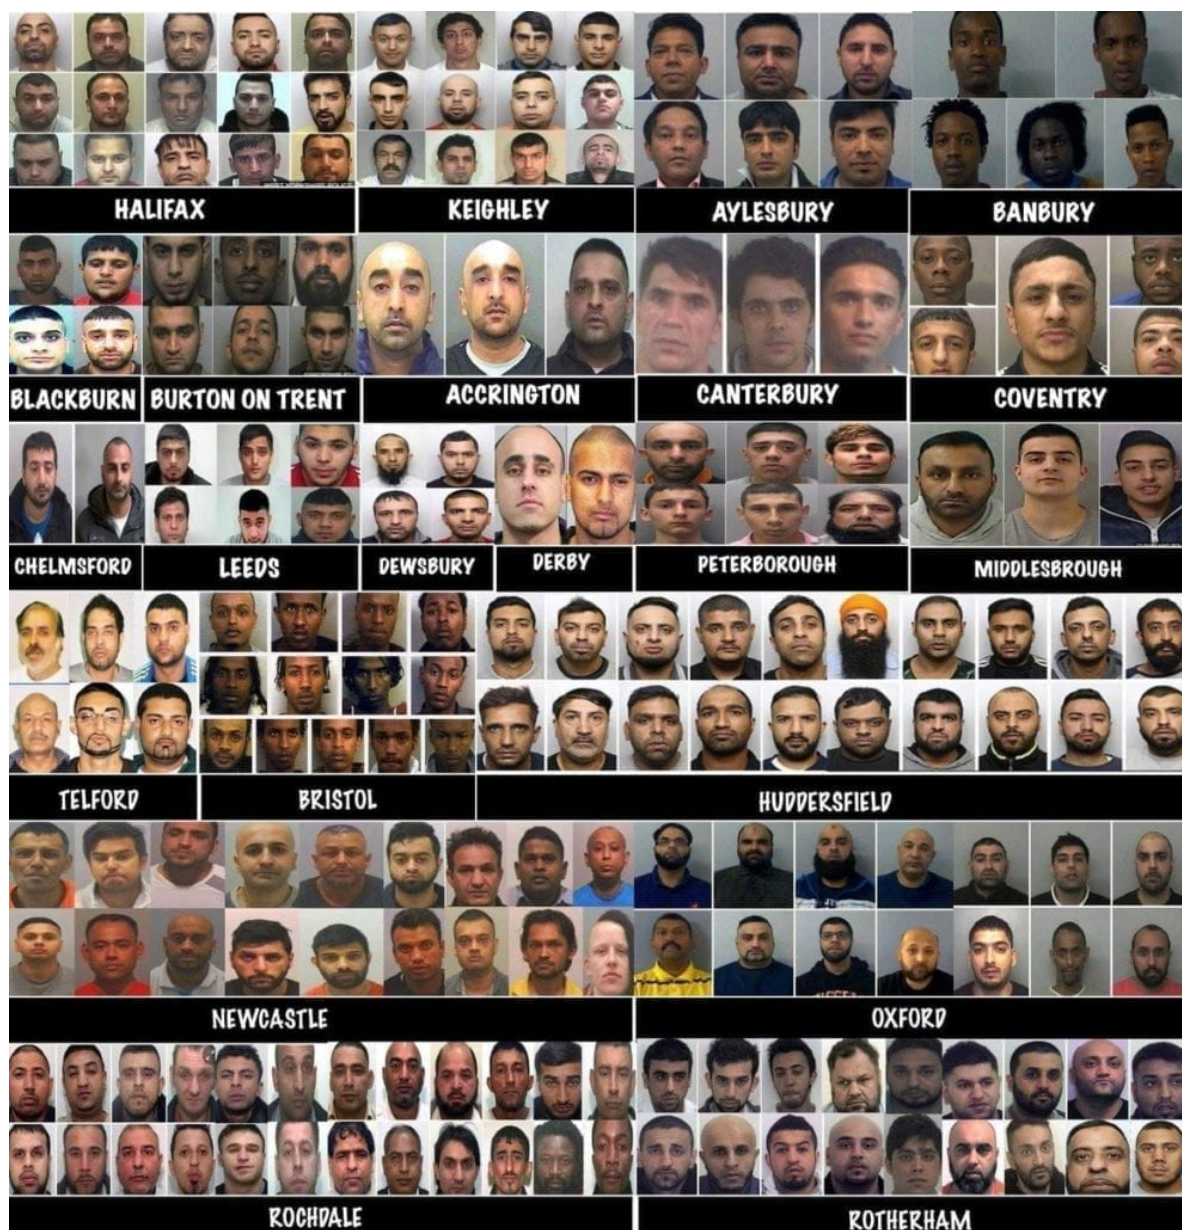 HALIFAX
KEIGHLEY
AYLESBURY
BANBURY
BLACKBURN
BURTON ON TRENT
ACCRINGTON
CANTERBURY
COVENTRY
CHELMSFORD
LEEDS
DEWSBURY
DERBY
PETERBOROUGH
MIDDLESBROUGH
TELFORD
BRISTOL
HUDDERSFIELD
NEWCASTLE
OXFORD
ROCHDALE
ROTHERHAM